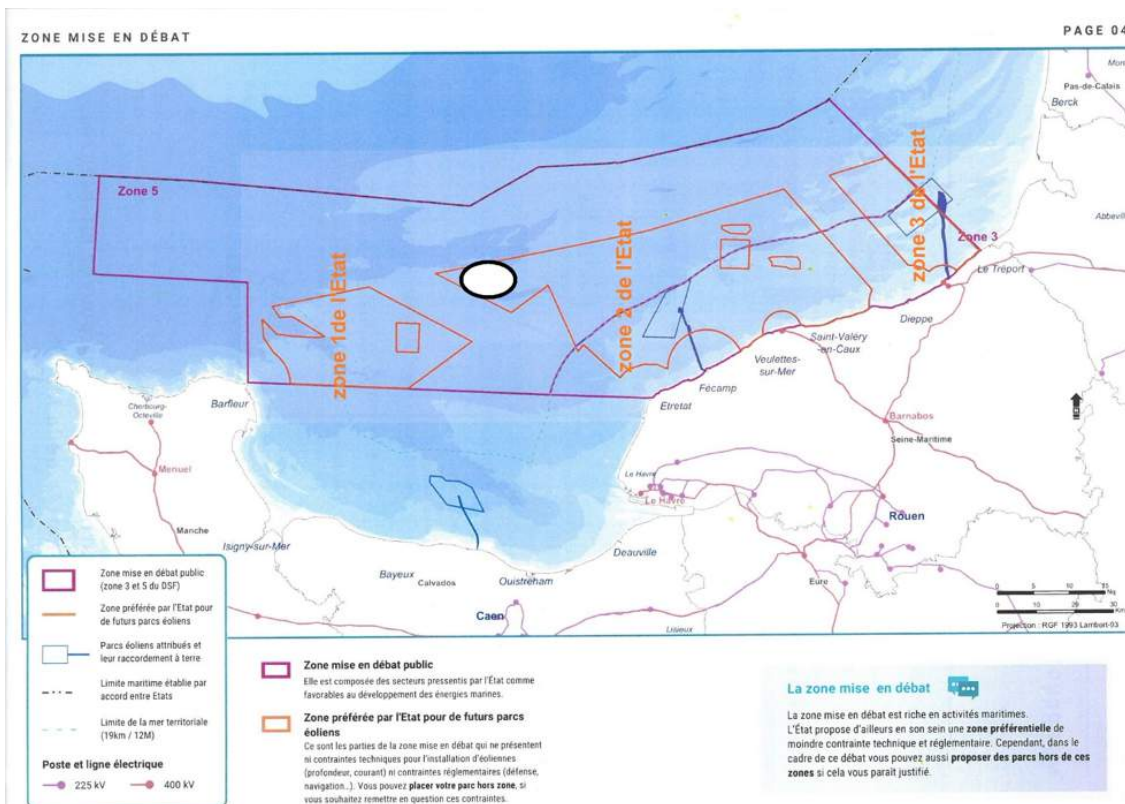 ZONE MISE EN DÉBAT
PAGE 04
Pas-de-Calais
Berck
Zone 5
zone 1de l'Etat
zone 2 de l'Etat
zone 3 de l'Etat
Zone 3
Le Tréport
Dieppe
Saint-Valéry
-en-Caux
Veulettes-
sur-Mer
Fécamp
Etretat
Cherbourg-
Octeville
Barfleur
Barnabos
Seine-Maritime
Menuel
Le Havre
Le Havre
Rouen
Manche
Isigny-sur-Mer
Deauville
Bayeux
Calvados
Ouistreham
Eure
Caen
Lisieux
0 5 10 15
Nq
0 10 20 30
Km
Projection : RGF 1993 Lambert-93
Zone mise en débat public
(zone 3 et 5 du DSF)
Zone préférée par l'Etat pour
de futurs parcs éoliens
Parcs éoliens attribués et
leur raccordement à terre
Limite maritime établie par
accord entre Etats
Limite de la mer territoriale
(19km / 12M)
Poste et ligne électrique
225 kV
400 kV
Zone mise en débat public
Elle est composée des secteurs pressentis par l'État comme
favorables au développement des énergies marines.
Zone préférée par l'Etat pour de futurs parcs
éoliens
Ce sont les parties de la zone mise en débat qui ne présentent
ni contraintes techniques pour l'installation d'éoliennes
(profondeur, courant) ni contraintes réglementaires (défense,
navigation..). Vous pouvez placer votre parc hors zone, si
vous souhaitez remettre en question ces contraintes.
La zone mise en débat
La zone mise en débat est riche en activités maritimes.
L'État propose d'ailleurs en son sein une zone préférentielle de
moindre contrainte technique et réglementaire. Cependant, dans le
cadre de ce débat vous pouvez aussi proposer des parcs hors de ces
zones si cela vous paraît justifié.